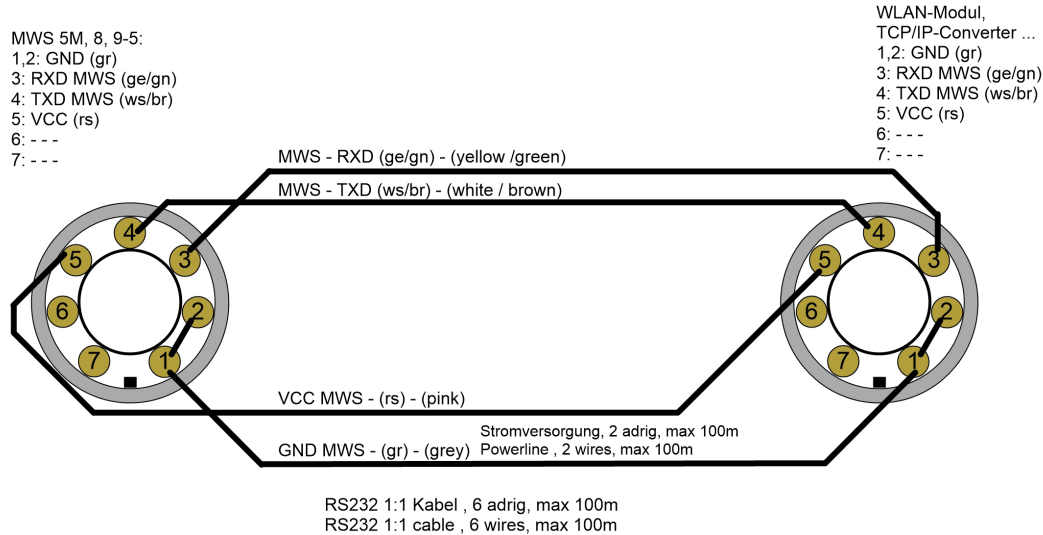 MWS 5M, 8, 9-5:
1,2: GND (gr)
3: RXD MWS (ge/gn)
4: TXD MWS (ws/br)
5: VCC (rs)
6: - - -
7: - - -
WLAN-Modul,
TCP/IP-Converter ...
1,2: GND (gr)
3: RXD MWS (ge/gn)
4: TXD MWS (ws/br)
5: VCC (rs)
6: - - -
7: - - -
MWS - RXD (ge/gn) - (yellow /green)
MWS - TXD (ws/br) - (white / brown)
4
5
3
6
2
7
1
4
5
3
6
2
7
1
VCC MWS - (rs) - (pink)
GND MWS - (gr) - (grey)
Stromversorgung, 2 adrig, max 100m
Powerline , 2 wires, max 100m
RS232 1:1 Kabel , 6 adrig, max 100m
RS232 1:1 cable , 6 wires, max 100m